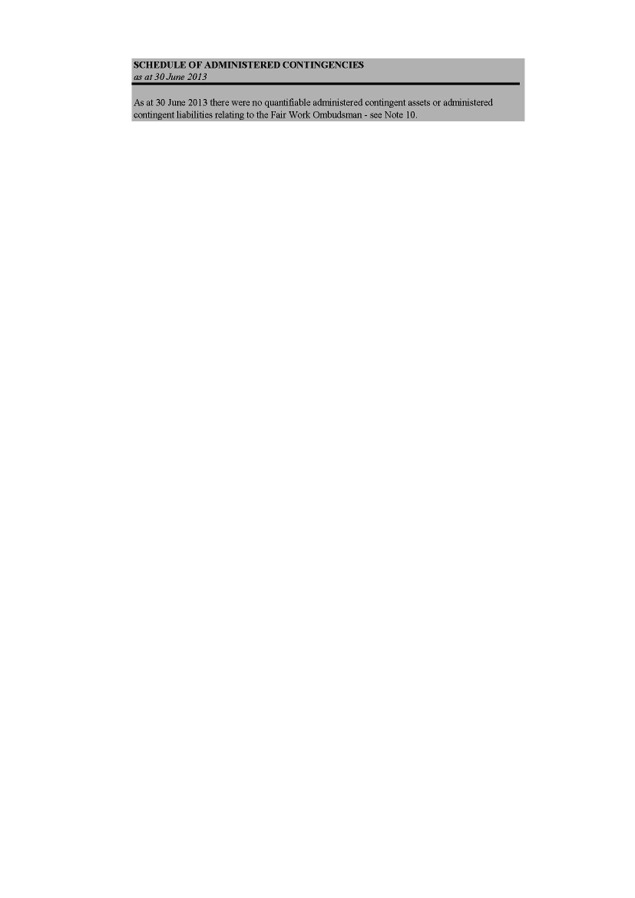 SCHEDULE OF ADMINISTERED CONTINGENCIES
as at 30 June 2013
As at 30 June 2013 there were no quantifiable administered contingent assets or administered
contingent liabilities relating to the Fair Work Ombudsman - see Note 10.